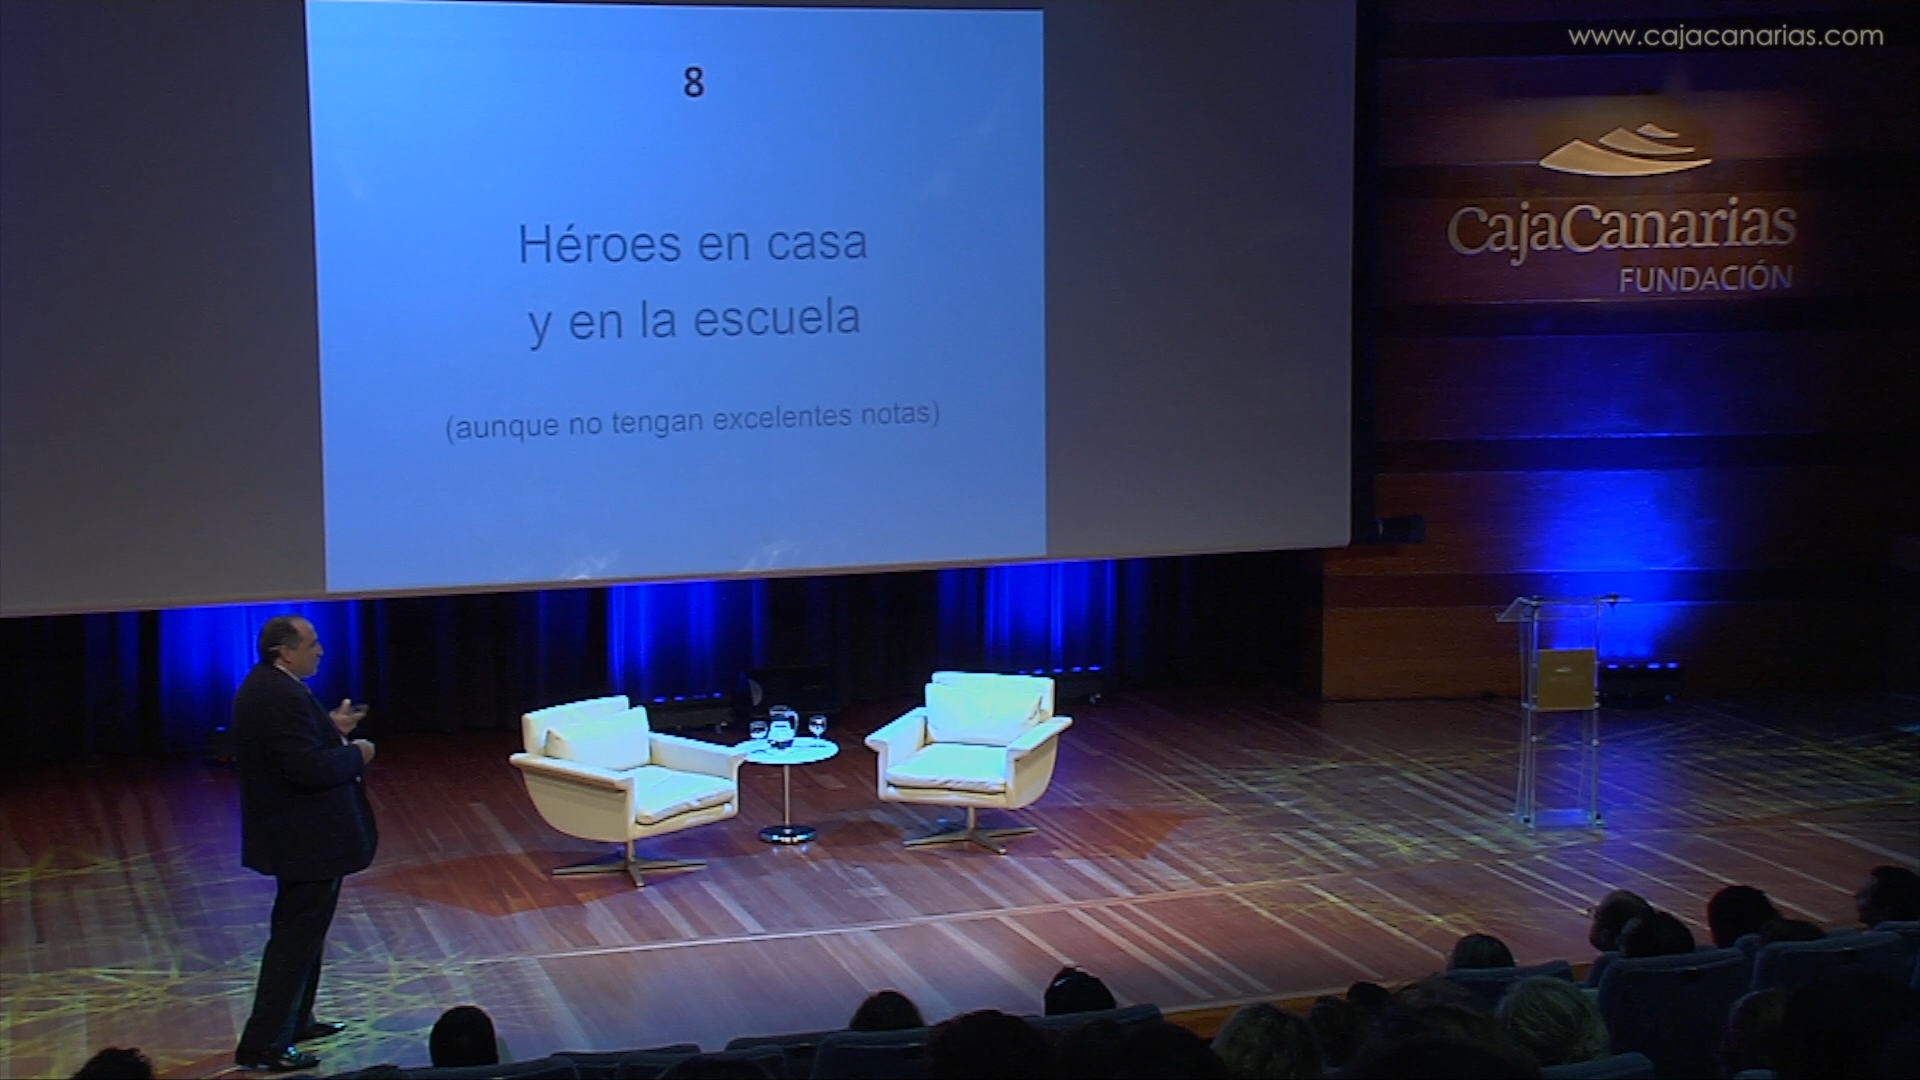 www.cajacanarias.com
8
Héroes en casa
y en la escuela
(aunque no tengan excelentes notas)
CajaCanarias
FUNDACIÓN